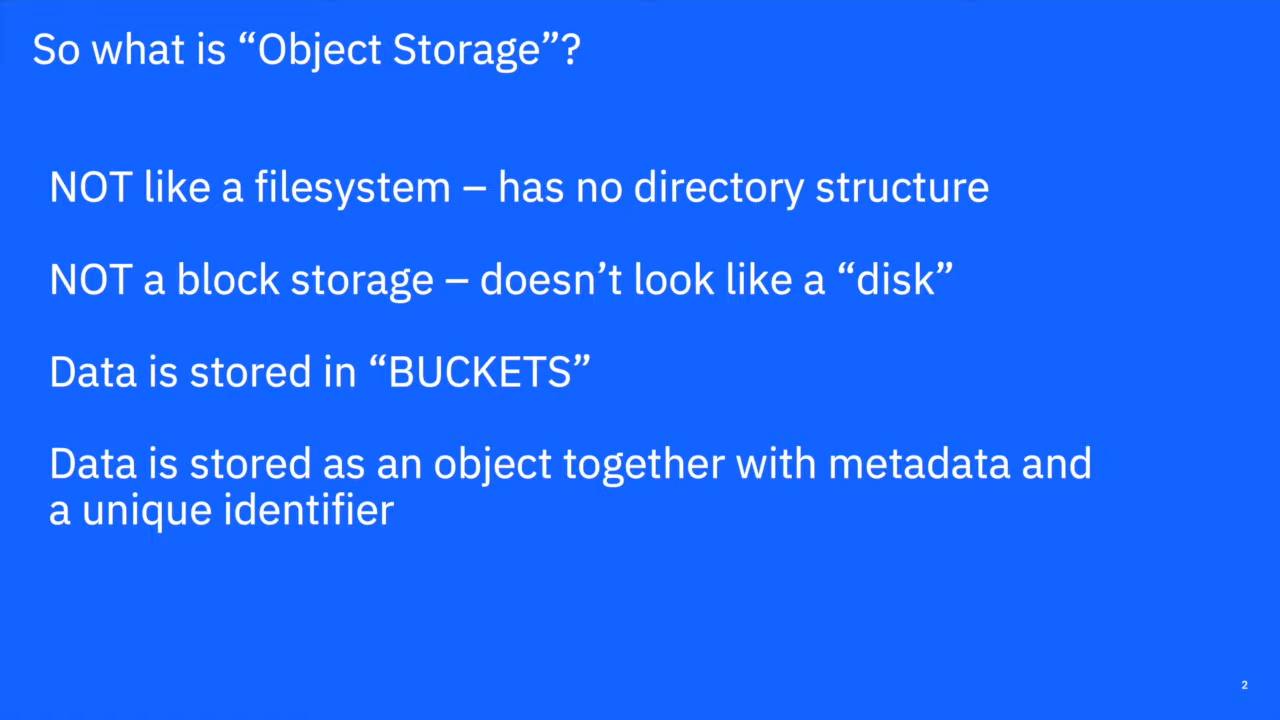 So what is “Object Storage”?
NOT like a filesystem – has no directory structure
NOT a block storage – doesn’t look like a “disk”
Data is stored in “BUCKETS”
Data is stored as an object together with metadata and
a unique identifier
2